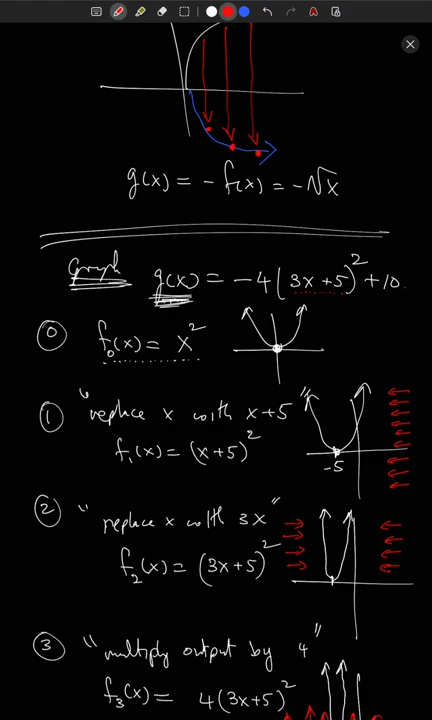 g(x) = - f(x) = -√x
Graph g(x) = -4(3x+5)² +10
0 f₀(x) = x²
1 "replace x with x+5"
f₁(x) = (x+5)²
-5
2 "replace x with 3x"
f₂(x) = (3x+5)²
3 "multiply output by 4"
f₃(x) = 4(3x+5)²